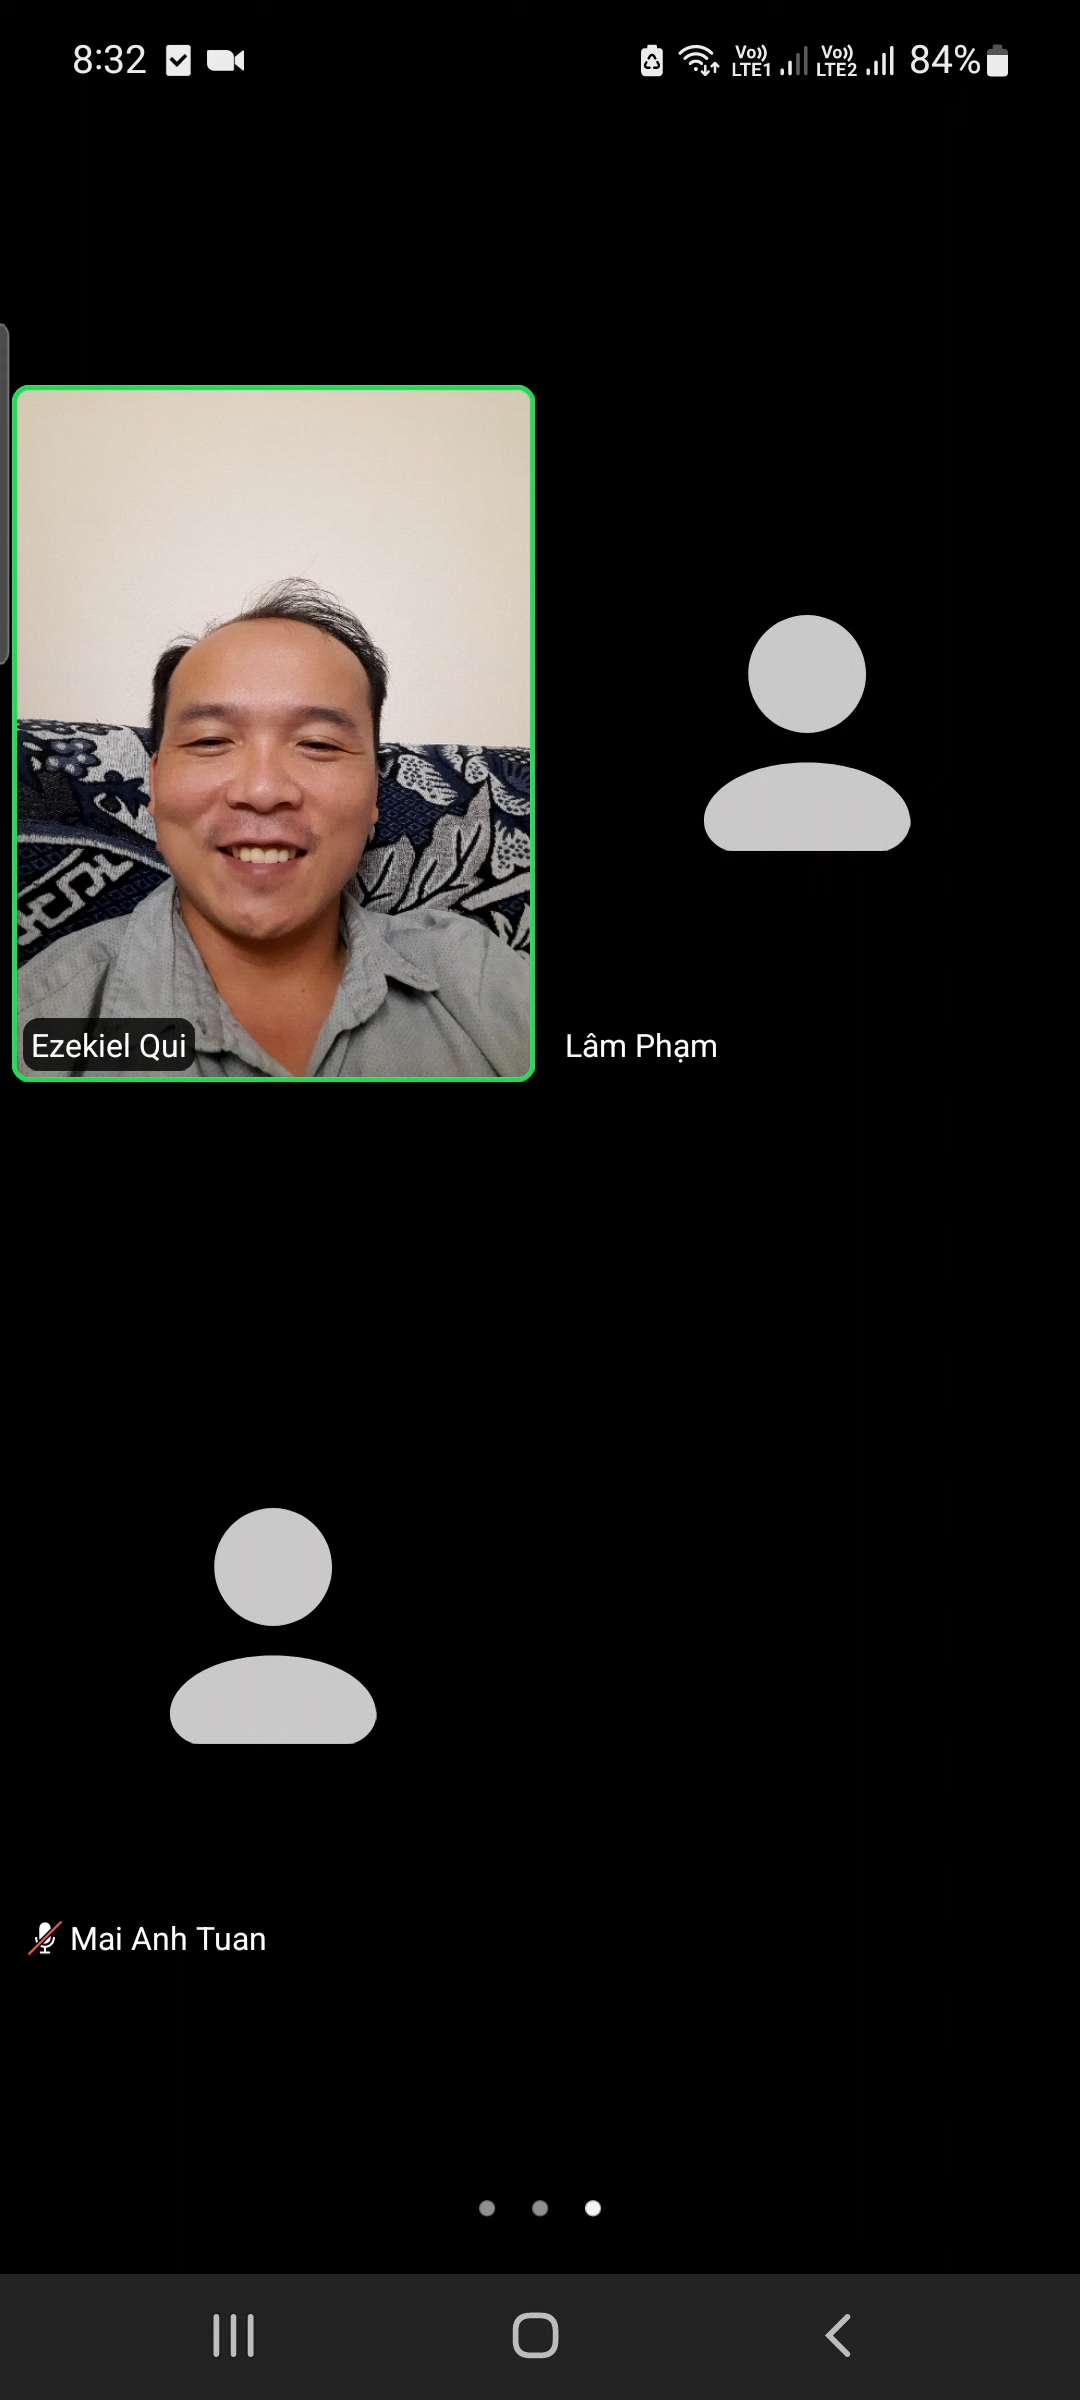 8:32 Vo)) LTE1 Vo)) LTE2 84%
Ezekiel Qui
Lâm Phạm
Mai Anh Tuan